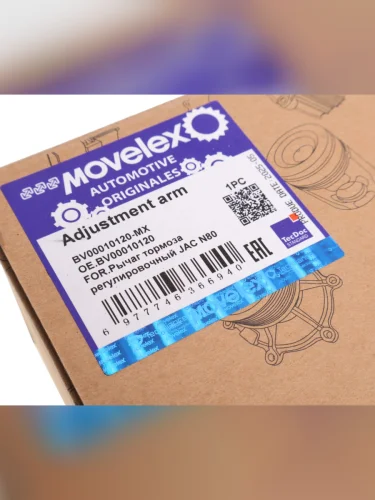 MOVELEX
AUTOMOTIVE
ORIGINALES
Adjustment arm
1PC
BV00010120-MX
OE.BV00010120
FOR.Рычаг тормоза
регулировочный JAC N80
EAC
TecDoc
STANDARD
6 977746 366940